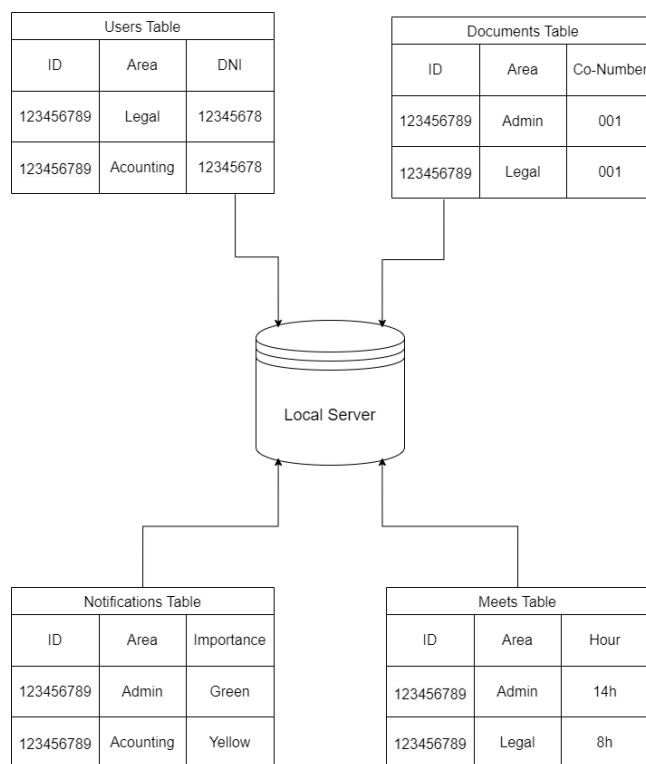 Users Table
ID Area DNI
123456789 Legal 12345678
123456789 Acounting 12345678
Documents Table
ID Area Co-Number
123456789 Admin 001
123456789 Legal 001
Local Server
Notifications Table
ID Area Importance
123456789 Admin Green
123456789 Acounting Yellow
Meets Table
ID Area Hour
123456789 Admin 14h
123456789 Legal 8h